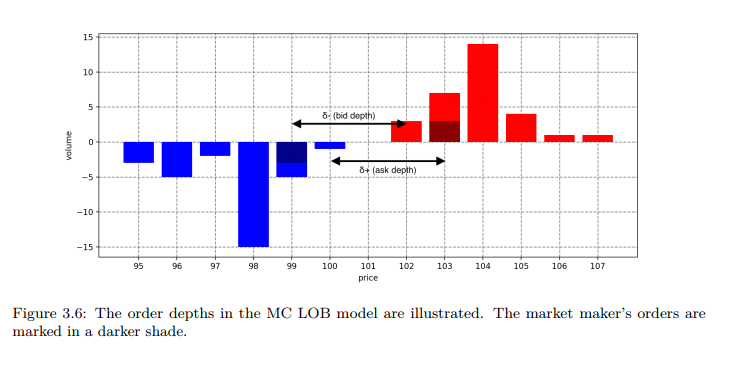 15
10
5
0
−5
−10
−15
volume
δ- (bid depth)
δ+ (ask depth)
95 96 97 98 99 100 101 102 103 104 105 106 107
price
Figure 3.6: The order depths in the MC LOB model are illustrated. The market maker's orders are
marked in a darker shade.